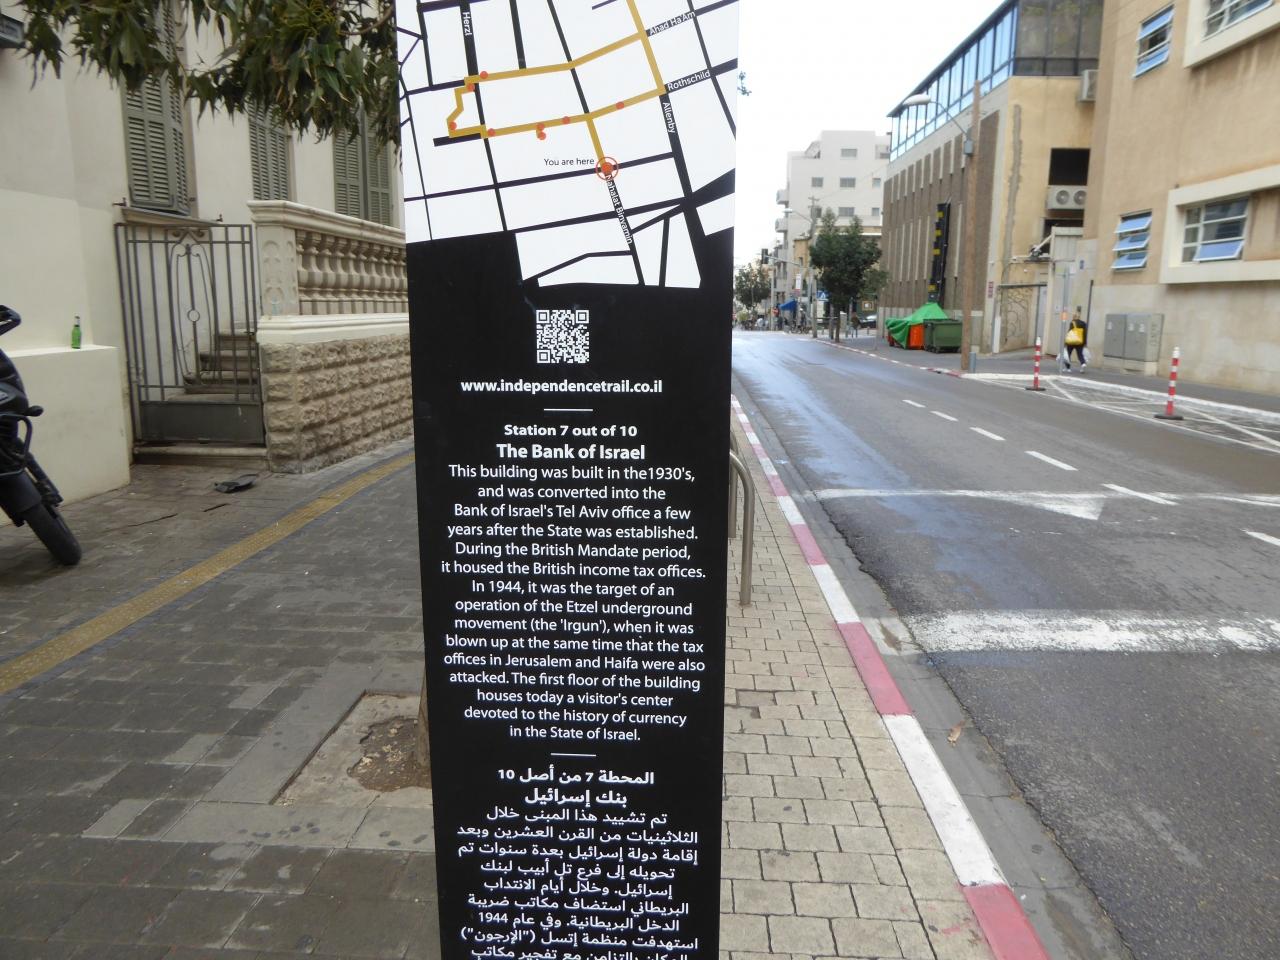 Herzl
Ahad Ha'Am
Rothschild
Allenby
You are here
Nahalat Binyamin
www.independencetrail.co.il
Station 7 out of 10
The Bank of Israel
This building was built in the1930's,
and was converted into the
Bank of Israel's Tel Aviv office a few
years after the State was established.
During the British Mandate period,
it housed the British income tax offices.
In 1944, it was the target of an
operation of the Etzel underground
movement (the 'Irgun'), when it was
blown up at the same time that the tax
offices in Jerusalem and Haifa were also
attacked. The first floor of the building
houses today a visitor's center
devoted to the history of currency
in the State of Israel.
المحطة 7 من أصل 10
بنك إسرائيل
تم تشييد هذا المبنى خلال
الثلاثينيات من القرن العشرين وبعد
إقامة دولة إسرائيل بعدة سنوات تم
تحويله إلى فرع تل أبيب لبنك
إسرائيل. وخلال أيام الانتداب
البريطاني استضاف مكاتب ضريبة
الدخل البريطانية. وفي عام 1944
استهدفت منظمة إتسل ("الإرجون")
المكان بالتزامن مع تفجير مكاتب